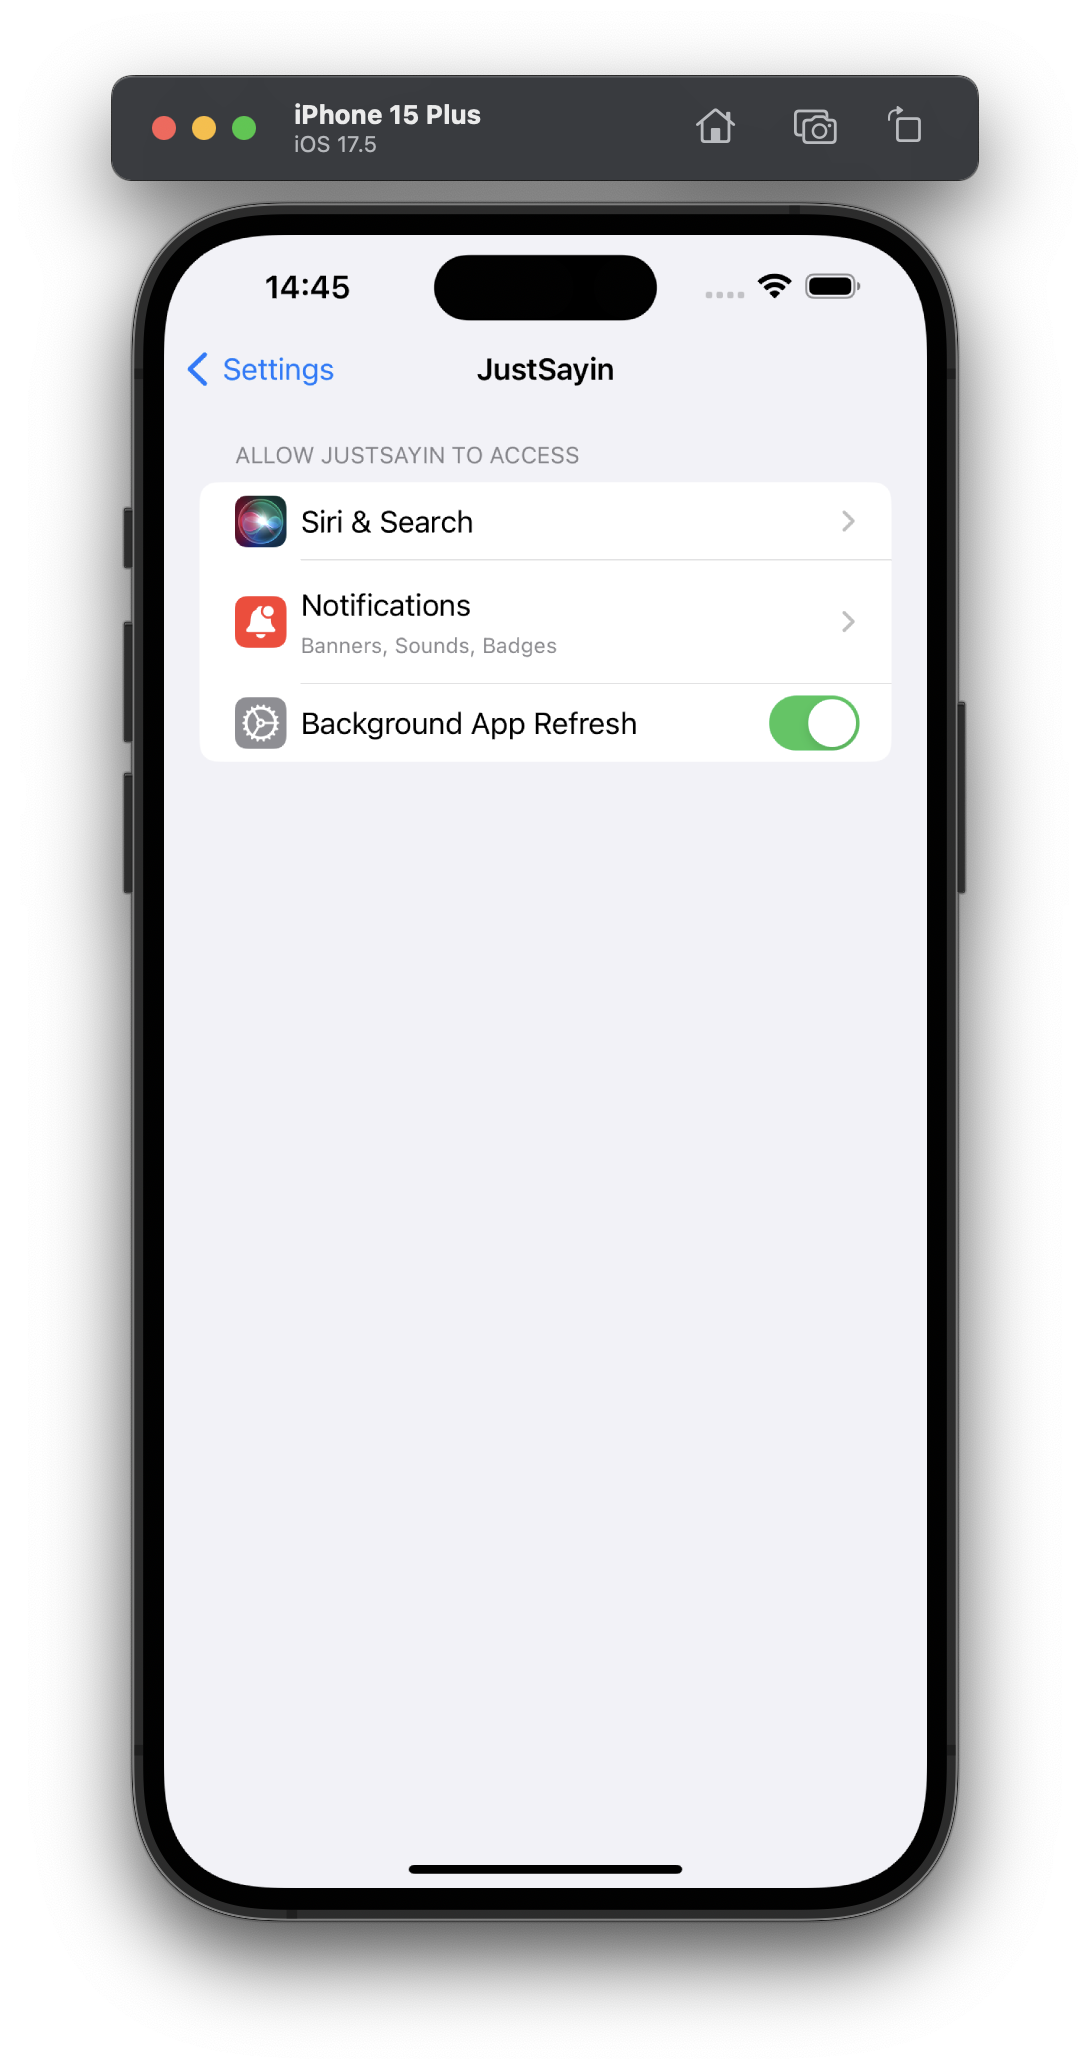 iPhone 15 Plus
iOS 17.5
14:45
Settings
JustSayin
ALLOW JUSTSAYIN TO ACCESS
Siri & Search
Notifications
Banners, Sounds, Badges
Background App Refresh